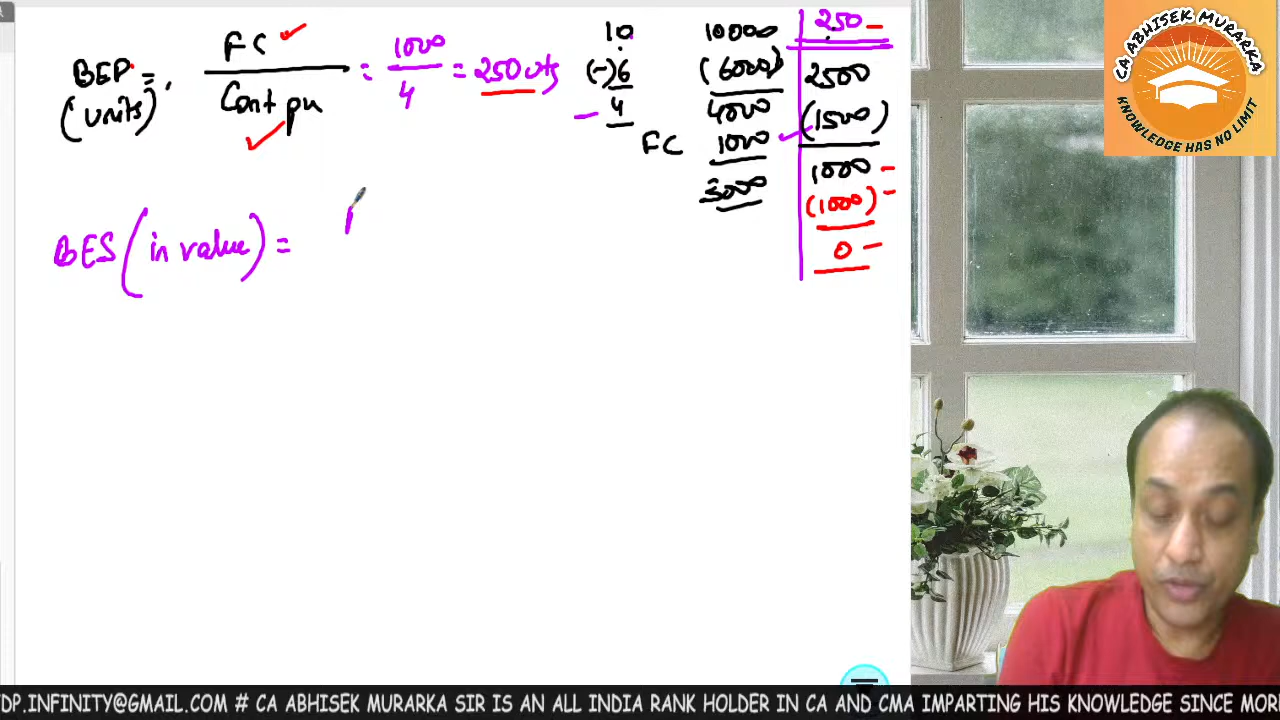 BEP (units) = FC / Cont pu = 1000 / 4 = 250 uts
10
(-) 6
4
10000
(6000)
4000
FC 1000
3000
250
2500
(1500)
1000
(1000)
0
BES (in value) =
CA ABHISEK MURARKA
KNOWLEDGE HAS NO LIMIT
DP.INFINITY@GMAIL.COM # CA ABHISEK MURARKA SIR IS AN ALL INDIA RANK HOLDER IN CA AND CMA IMPARTING HIS KNOWLEDGE SINCE MOR